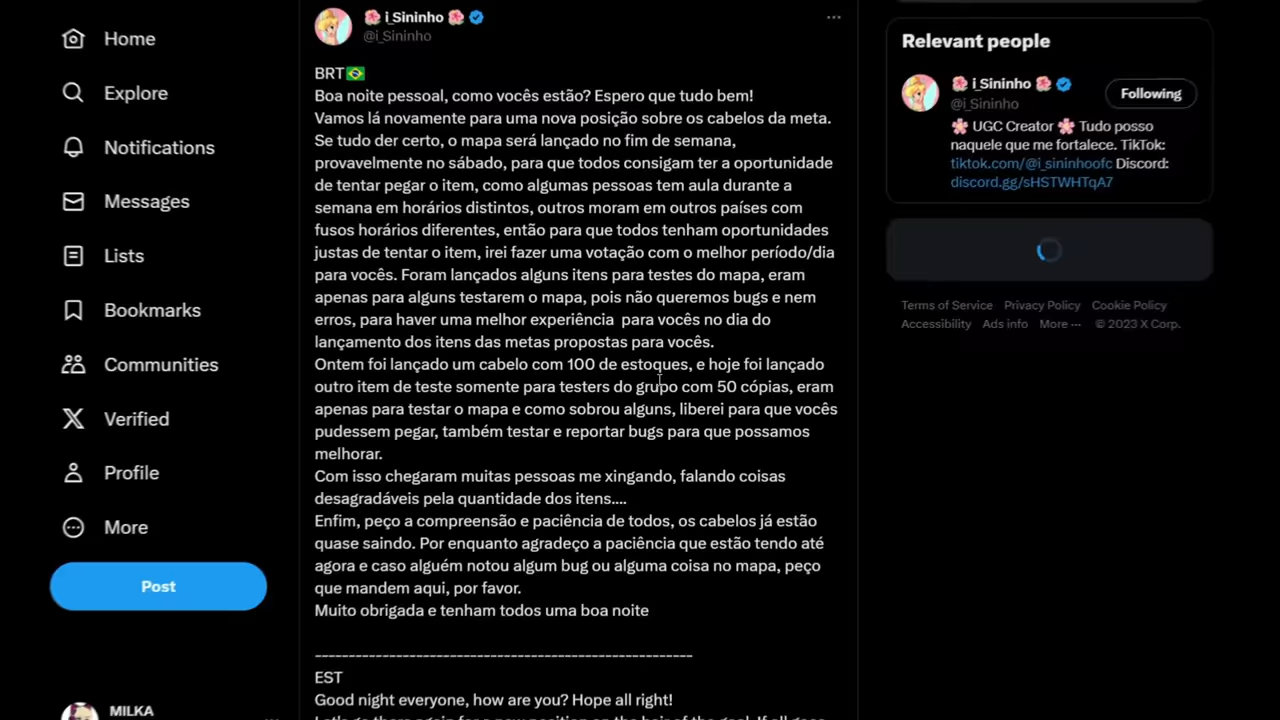 Home
Explore
Notifications
Messages
Lists
Bookmarks
Communities
Verified
Profile
More
Post
MILKA
🌸 i_Sininho 🌸
@i_Sininho
BRT🇧🇷
Boa noite pessoal, como vocês estão? Espero que tudo bem!
Vamos lá novamente para uma nova posição sobre os cabelos da meta.
Se tudo der certo, o mapa será lançado no fim de semana,
provavelmente no sábado, para que todos consigam ter a oportunidade
de tentar pegar o item, como algumas pessoas tem aula durante a
semana em horários distintos, outros moram em outros países com
fusos horários diferentes, então para que todos tenham oportunidades
justas de tentar o item, irei fazer uma votação com o melhor período/dia
para vocês. Foram lançados alguns itens para testes do mapa, eram
apenas para alguns testarem o mapa, pois não queremos bugs e nem
erros, para haver uma melhor experiência para vocês no dia do
lançamento dos itens das metas propostas para vocês.
Ontem foi lançado um cabelo com 100 de estoques, e hoje foi lançado
outro item de teste somente para testers do grupo com 50 cópias, eram
apenas para testar o mapa e como sobrou alguns, liberei para que vocês
pudessem pegar, também testar e reportar bugs para que possamos
melhorar.
Com isso chegaram muitas pessoas me xingando, falando coisas
desagradáveis pela quantidade dos itens....
Enfim, peço a compreensão e paciência de todos, os cabelos já estão
quase saindo. Por enquanto agradeço a paciência que estão tendo até
agora e caso alguém notou algum bug ou alguma coisa no mapa, peço
que mandem aqui, por favor.
Muito obrigada e tenham todos uma boa noite
--------------------------------------------------------
EST
Good night everyone, how are you? Hope all right!
Relevant people
🌸 i_Sininho 🌸
@i_Sininho
Following
🌸 UGC Creator 🌸 Tudo posso
naquele que me fortalece. TikTok:
tiktok.com/@i_sininhoofc Discord:
discord.gg/sHSTWHTqA7
Terms of Service Privacy Policy Cookie Policy
Accessibility Ads info More ··· © 2023 X Corp.